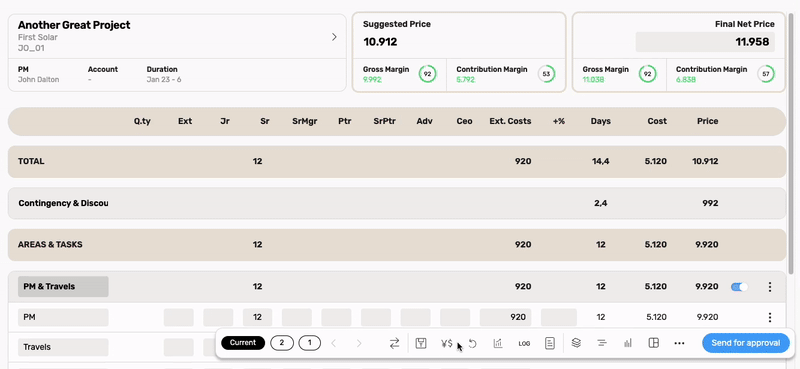 Another Great Project
First Solar
JO_01
PM Account Duration
John Dalton - Jan 23 - 6
Suggested Price
10.912
Gross Margin Contribution Margin
9.992 92 5.792 53
Final Net Price
11.958
Gross Margin Contribution Margin
11.038 92 6.838 57
Q.ty Ext Jr Sr SrMgr Ptr SrPtr Adv Ceo Ext. Costs +% Days Cost Price
TOTAL 12 920 14,4 5.120 10.912
Contingency & Discou 2,4 992
AREAS & TASKS 12 920 12 5.120 9.920
PM & Travels 12 920 12 5.120 9.920
PM 12 920 12 5.120 9.920
Travels
Current 2 1 ¥$ LOG Send for approval